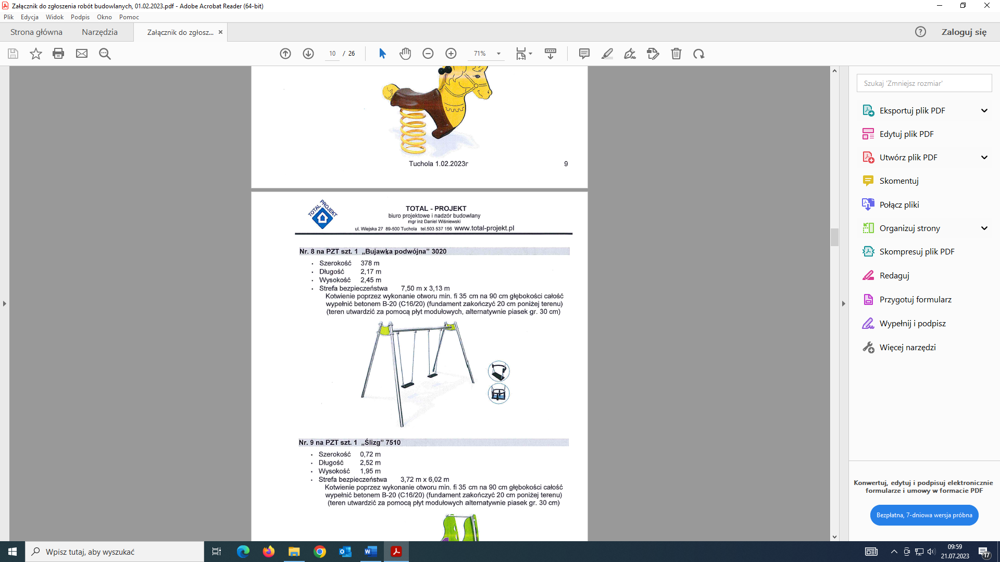 Załącznik do zgłoszenia robót budowlanych, 01.02.2023.pdf - Adobe Acrobat Reader (64-bit)
Plik Edycja Widok Podpis Okno Pomoc
Strona główna Narzędzia Załącznik do zgłosz... Zaloguj się
10 / 26 71%
Tuchola 1.02.2023r 9
TOTAL PROJEKT
TOTAL - PROJEKT
biuro projektowe i nadzór budowlany
mgr inż Daniel Wiśniewski
ul. Wiejska 27 89-500 Tuchola tel.503 537 156 www.total-projekt.pl
Nr. 8 na PZT szt. 1 „Bujawka podwójna” 3020
• Szerokość 378 m
• Długość 2,17 m
• Wysokość 2,45 m
• Strefa bezpieczeństwa 7,50 m x 3,13 m
Kotwienie poprzez wykonanie otworu min. fi 35 cm na 90 cm głębokości całość
wypełnić betonem B-20 (C16/20) (fundament zakończyć 20 cm poniżej terenu)
(teren utwardzić za pomocą płyt modułowych, alternatywnie piasek gr. 30 cm)
Nr. 9 na PZT szt. 1 „Ślizg” 7510
• Szerokość 0,72 m
• Długość 2,52 m
• Wysokość 1,95 m
• Strefa bezpieczeństwa 3,72 m x 6,02 m
Kotwienie poprzez wykonanie otworu min. fi 35 cm na 90 cm głębokości całość
wypełnić betonem B-20 (C16/20) (fundament zakończyć 20 cm poniżej terenu)
(teren utwardzić za pomocą płyt modułowych alternatywnie piasek gr. 30 cm)
Szukaj 'Zmniejsz rozmiar'
Eksportuj plik PDF
Edytuj plik PDF
Utwórz plik PDF
Skomentuj
Połącz pliki
Organizuj strony
Skompresuj plik PDF
Redaguj
Przygotuj formularz
Wypełnij i podpisz
Więcej narzędzi
Konwertuj, edytuj i podpisuj elektronicznie
formularze i umowy w formacie PDF
Bezpłatna, 7-dniowa wersja próbna
Wpisz tutaj, aby wyszukać
09:59
21.07.2023
17